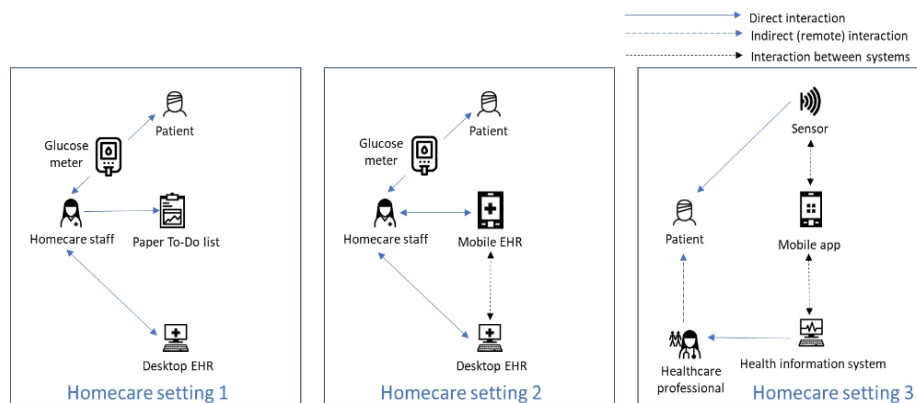 Direct interaction
Indirect (remote) interaction
Interaction between systems
Patient
Glucose
meter
Homecare staff
Paper To-Do list
Desktop EHR
Homecare setting 1
Patient
Glucose
meter
Homecare staff
Mobile EHR
Desktop EHR
Homecare setting 2
Sensor
Patient
Mobile app
Healthcare
professional
Health information system
Homecare setting 3